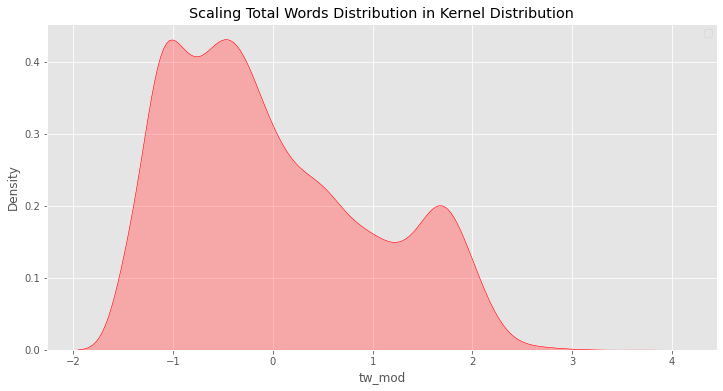 Scaling Total Words Distribution in Kernel Distribution
Density
0.4
0.3
0.2
0.1
0.0
−2 −1 0 1 2 3 4
tw_mod